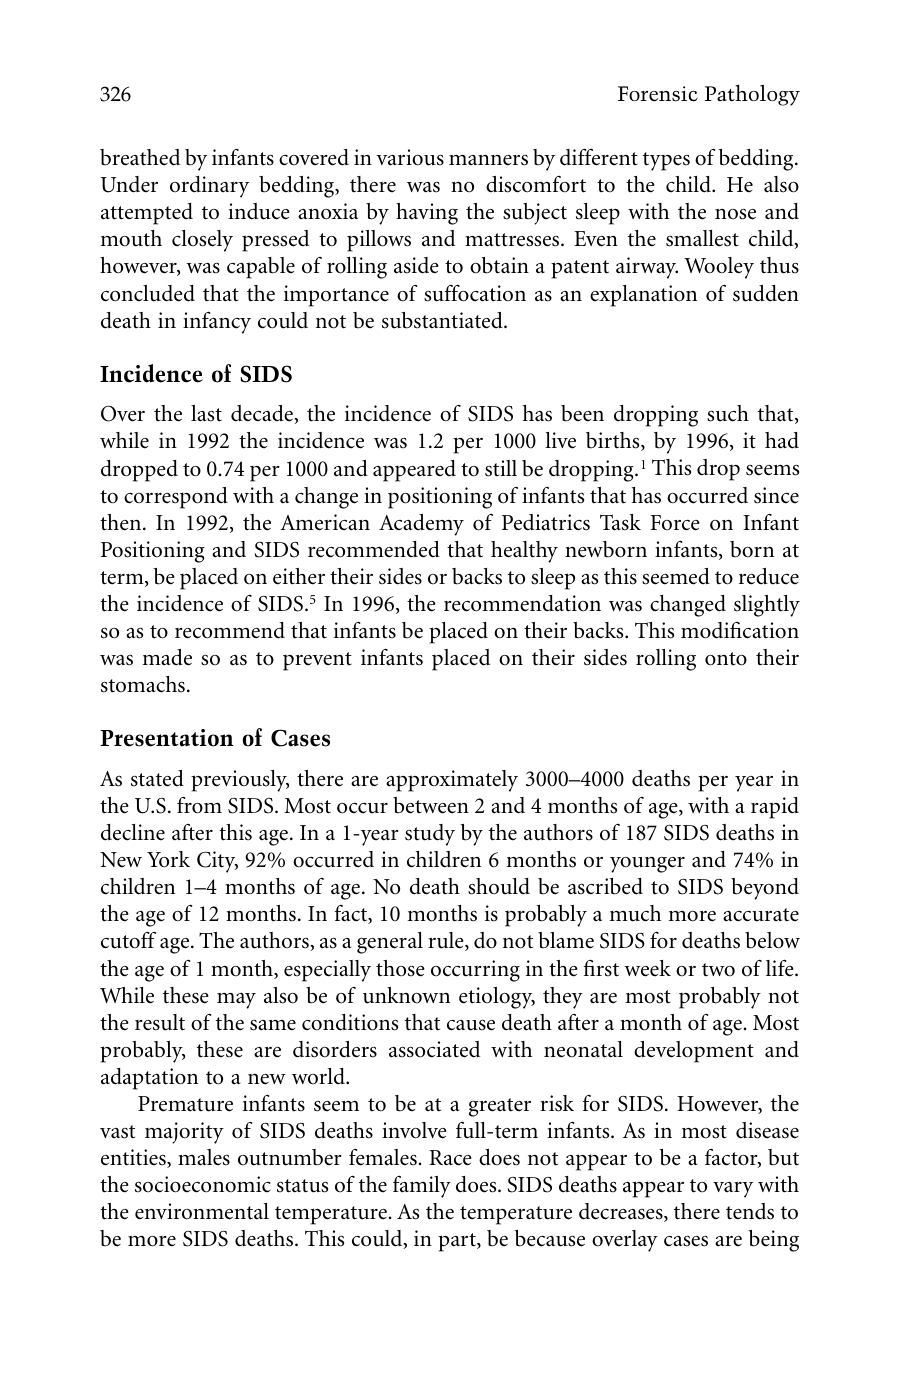 326 Forensic Pathology
breathed by infants covered in various manners by different types of bedding.
Under ordinary bedding, there was no discomfort to the child. He also
attempted to induce anoxia by having the subject sleep with the nose and
mouth closely pressed to pillows and mattresses. Even the smallest child,
however, was capable of rolling aside to obtain a patent airway. Wooley thus
concluded that the importance of suffocation as an explanation of sudden
death in infancy could not be substantiated.
Incidence of SIDS
Over the last decade, the incidence of SIDS has been dropping such that,
while in 1992 the incidence was 1.2 per 1000 live births, by 1996, it had
dropped to 0.74 per 1000 and appeared to still be dropping.¹ This drop seems
to correspond with a change in positioning of infants that has occurred since
then. In 1992, the American Academy of Pediatrics Task Force on Infant
Positioning and SIDS recommended that healthy newborn infants, born at
term, be placed on either their sides or backs to sleep as this seemed to reduce
the incidence of SIDS.⁵ In 1996, the recommendation was changed slightly
so as to recommend that infants be placed on their backs. This modification
was made so as to prevent infants placed on their sides rolling onto their
stomachs.
Presentation of Cases
As stated previously, there are approximately 3000–4000 deaths per year in
the U.S. from SIDS. Most occur between 2 and 4 months of age, with a rapid
decline after this age. In a 1-year study by the authors of 187 SIDS deaths in
New York City, 92% occurred in children 6 months or younger and 74% in
children 1–4 months of age. No death should be ascribed to SIDS beyond
the age of 12 months. In fact, 10 months is probably a much more accurate
cutoff age. The authors, as a general rule, do not blame SIDS for deaths below
the age of 1 month, especially those occurring in the first week or two of life.
While these may also be of unknown etiology, they are most probably not
the result of the same conditions that cause death after a month of age. Most
probably, these are disorders associated with neonatal development and
adaptation to a new world.
Premature infants seem to be at a greater risk for SIDS. However, the
vast majority of SIDS deaths involve full-term infants. As in most disease
entities, males outnumber females. Race does not appear to be a factor, but
the socioeconomic status of the family does. SIDS deaths appear to vary with
the environmental temperature. As the temperature decreases, there tends to
be more SIDS deaths. This could, in part, be because overlay cases are being